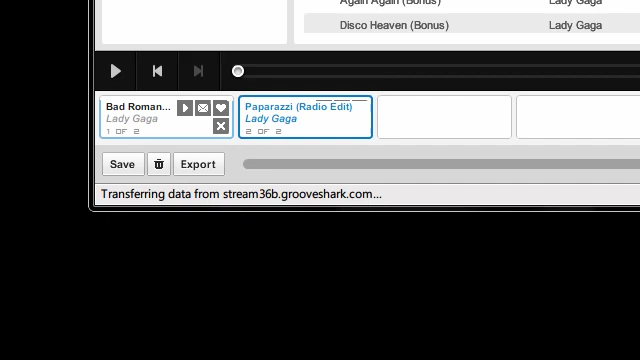 Again Again (Bonus) Lady Gaga
Disco Heaven (Bonus) Lady Gaga
Bad Roman...
Lady Gaga
1 OF 2
Paparazzi (Radio Edit)
Lady Gaga
2 OF 2
Save
Export
Transferring data from stream36b.grooveshark.com...